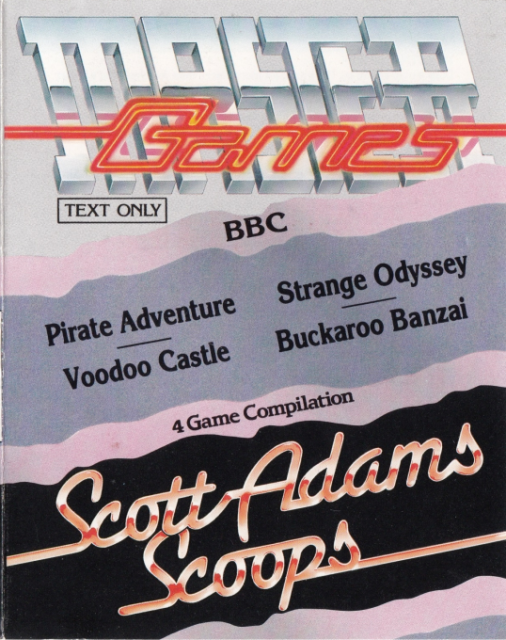 MASTER
Games
TEXT ONLY
BBC
Pirate Adventure
Voodoo Castle
Strange Odyssey
Buckaroo Banzai
4 Game Compilation
Scott Adams
Scoops